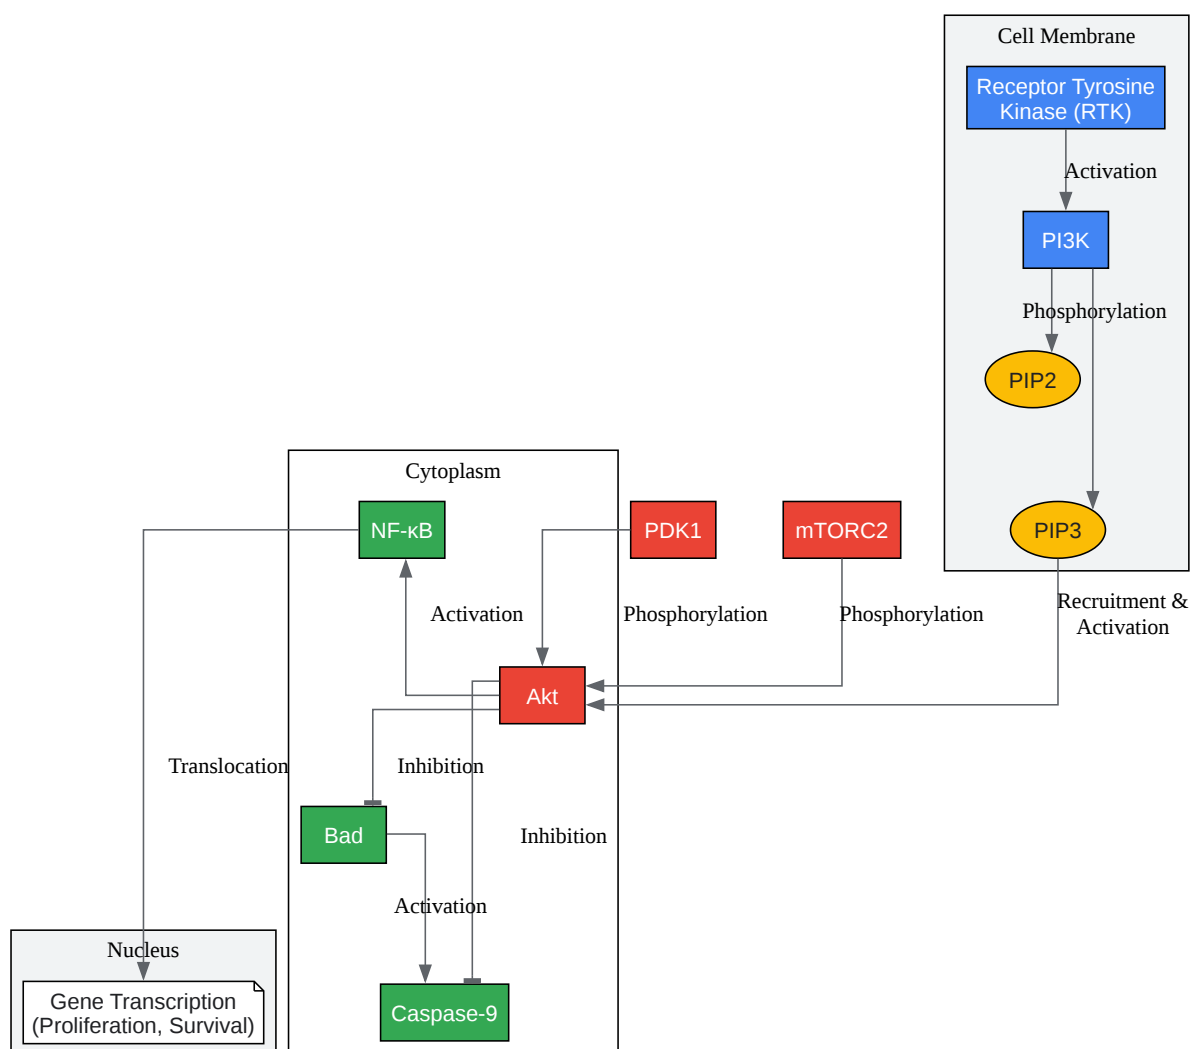 Cell Membrane
Receptor Tyrosine
Kinase (RTK)
Activation
PI3K
Phosphorylation
PIP2
Cytoplasm
NF-κB
PDK1
mTORC2
PIP3
Activation
Phosphorylation
Phosphorylation
Recruitment &
Activation
Akt
Translocation
Inhibition
Bad
Inhibition
Activation
Nucleus
Gene Transcription
(Proliferation, Survival)
Caspase-9